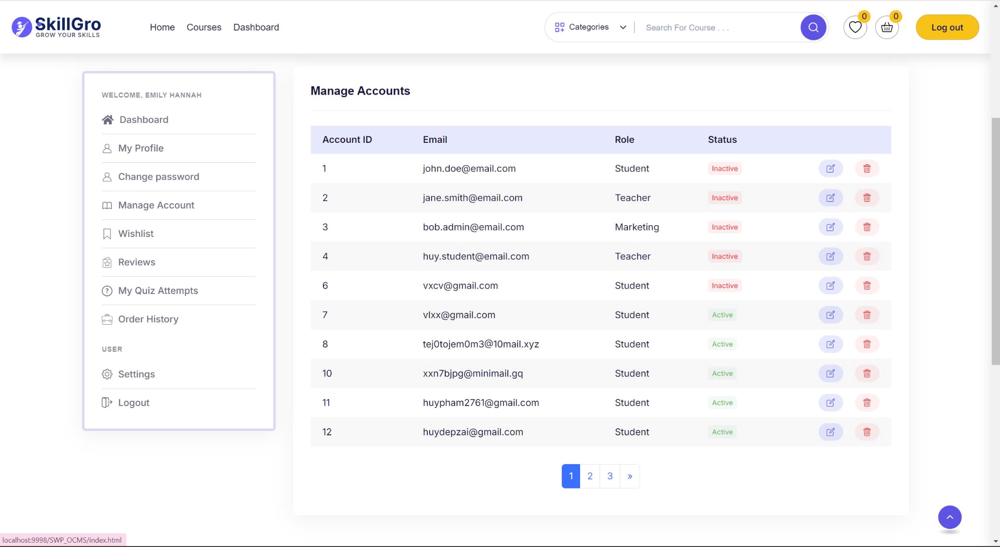 SkillGro
GROW YOUR SKILLS
Home Courses Dashboard
Categories Search For Course . . .
0 0
Log out
WELCOME, EMILY HANNAH
Dashboard
My Profile
Change password
Manage Account
Wishlist
Reviews
My Quiz Attempts
Order History
USER
Settings
Logout
Manage Accounts
Account ID Email Role Status
1 john.doe@email.com Student Inactive
2 jane.smith@email.com Teacher Inactive
3 bob.admin@email.com Marketing Inactive
4 huy.student@email.com Teacher Inactive
6 vxcv@gmail.com Student Inactive
7 vlxx@gmail.com Student Active
8 tej0tojem0m3@10mail.xyz Student Active
10 xxn7bjpg@minimail.gq Student Active
11 huypham2761@gmail.com Student Active
12 huydepzai@gmail.com Student Active
1 2 3 »
localhost:9998/SWP_OCMS/index.html